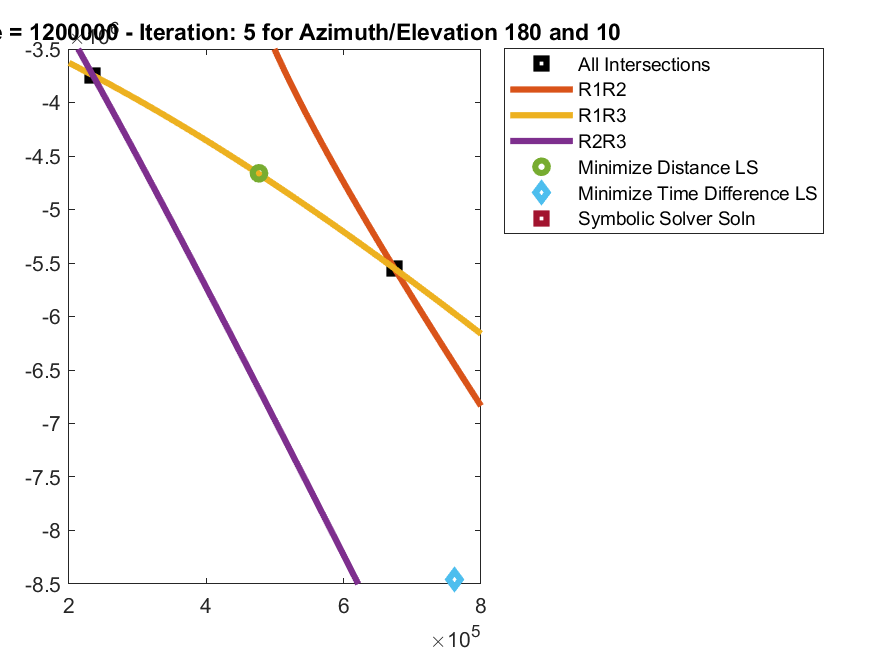 e = 1200000 - Iteration: 5 for Azimuth/Elevation 180 and 10
×10^6
-3.5
-4
-4.5
-5
-5.5
-6
-6.5
-7
-7.5
-8
-8.5
2
4
6
8
×10^5
All Intersections
R1R2
R1R3
R2R3
Minimize Distance LS
Minimize Time Difference LS
Symbolic Solver Soln